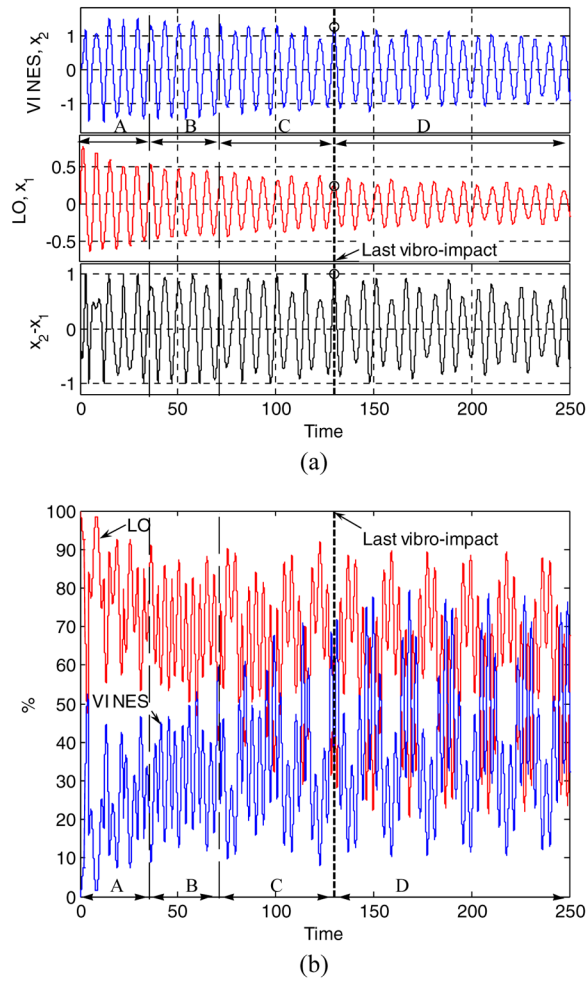 1
0
-1
VINES, x2
A B C D
0.5
0
-0.5
LO, x1
Last vibro-impact
1
0
-1
x2-x1
0 50 100 150 200 250
Time
(a)
100
90
80
70
60
50
40
30
20
10
0
%
LO
Last vibro-impact
VINES
A B C D
0 50 100 150 200 250
Time
(b)